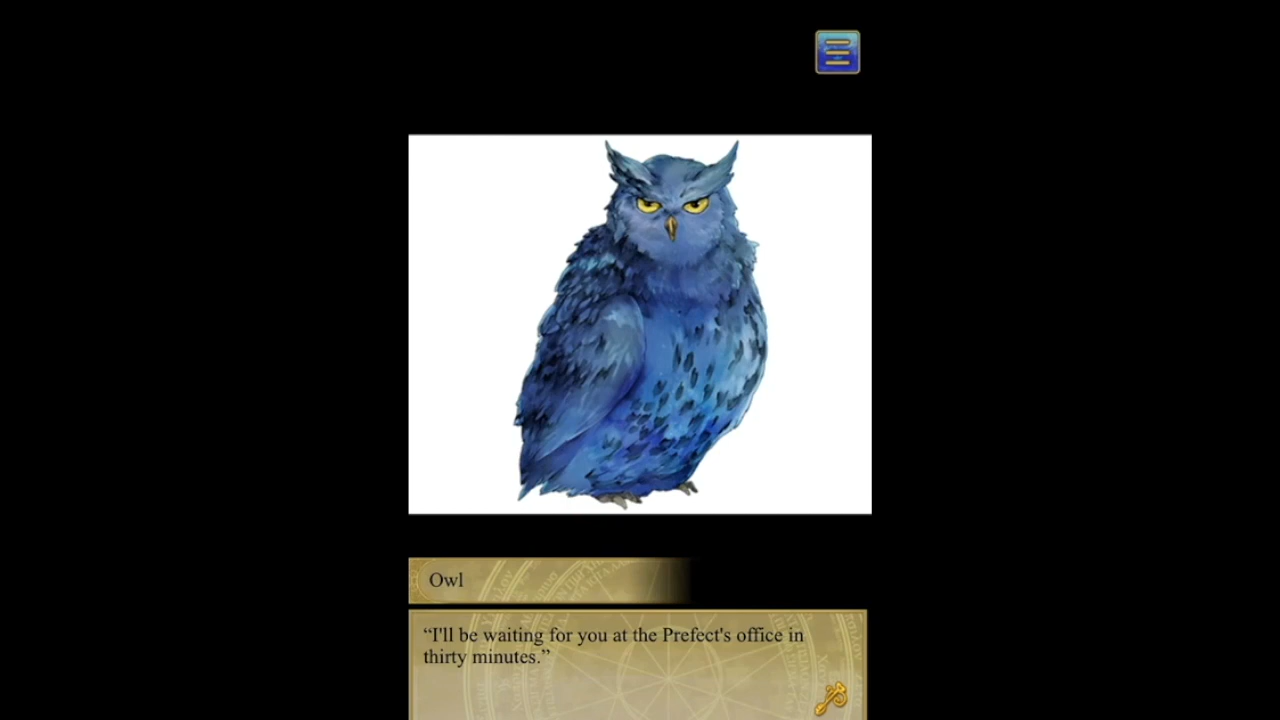 Owl
“I'll be waiting for you at the Prefect's office in
thirty minutes.”